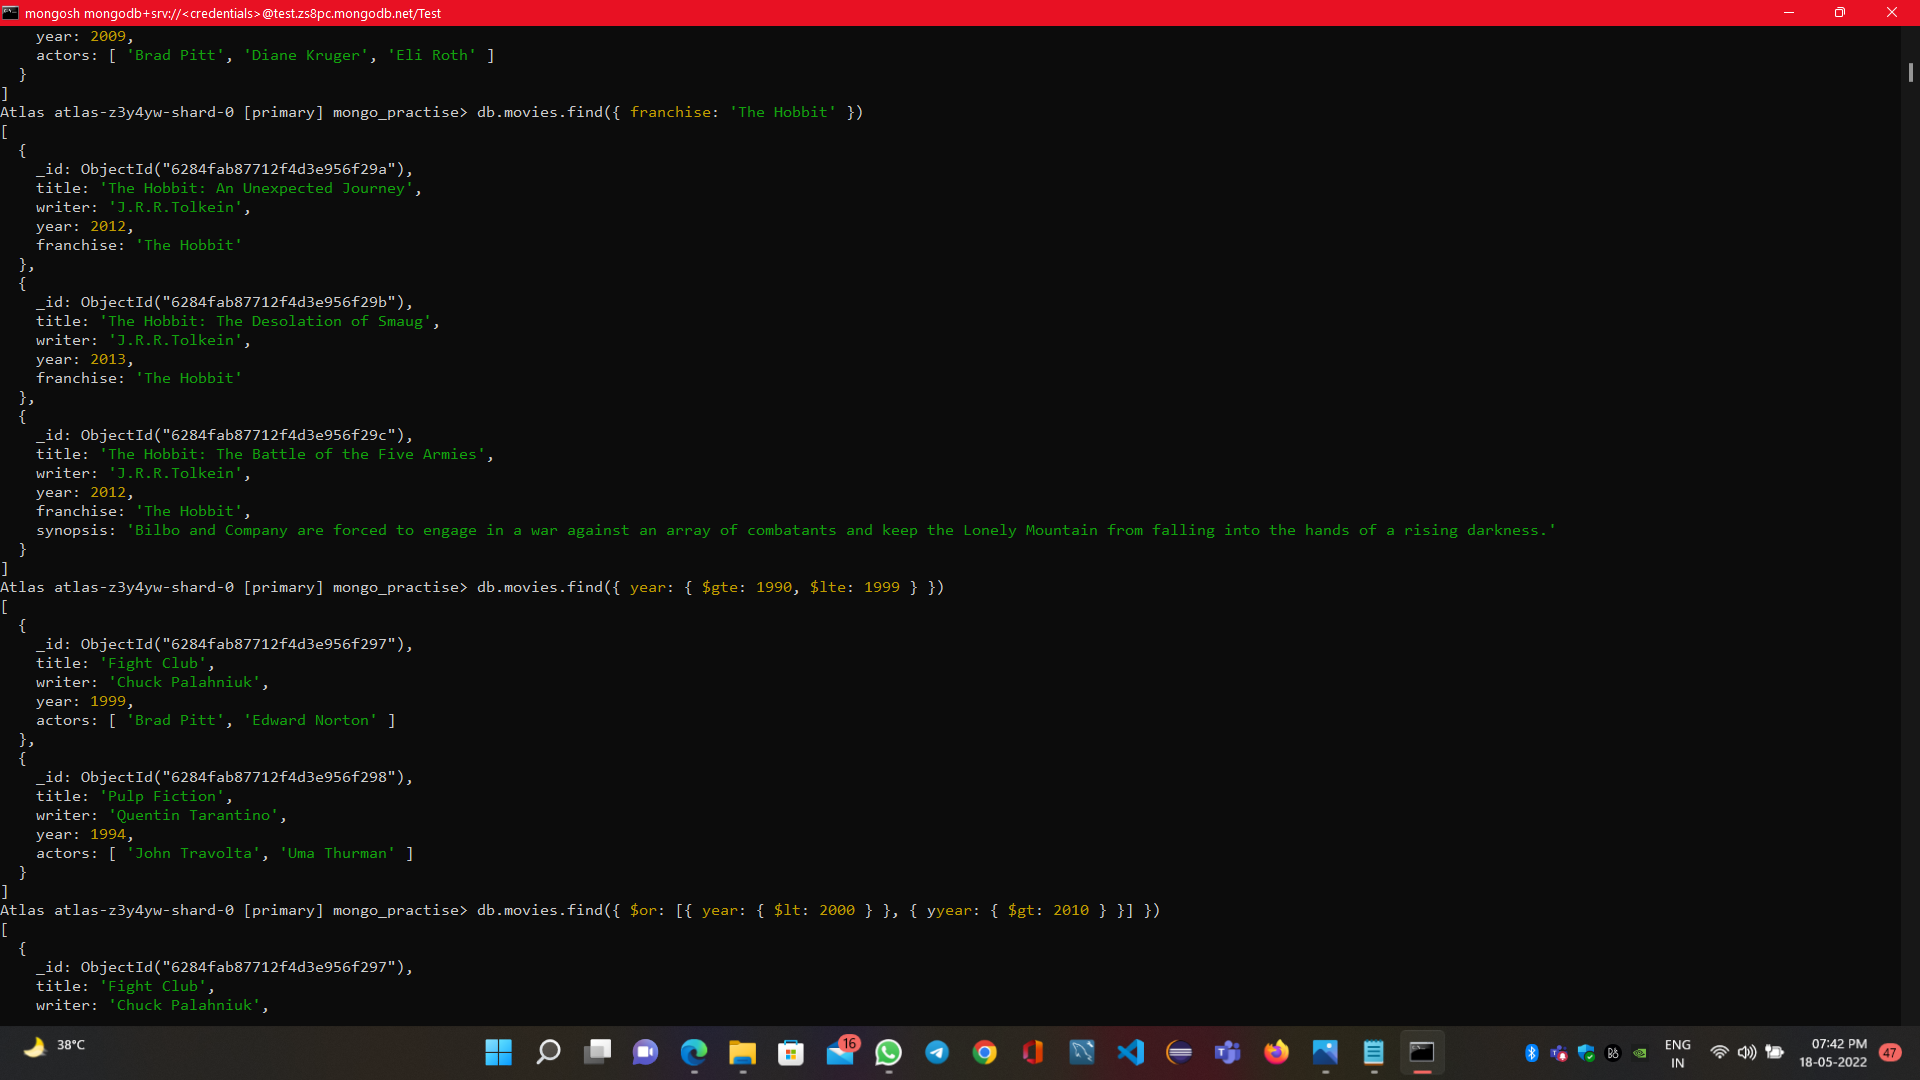 mongosh mongodb+srv://<credentials>@test.zs8pc.mongodb.net/Test
    year: 2009,
    actors: [ 'Brad Pitt', 'Diane Kruger', 'Eli Roth' ]
  }
]
Atlas atlas-z3y4yw-shard-0 [primary] mongo_practise> db.movies.find({ franchise: 'The Hobbit' })
[
  {
    _id: ObjectId("6284fab87712f4d3e956f29a"),
    title: 'The Hobbit: An Unexpected Journey',
    writer: 'J.R.R.Tolkein',
    year: 2012,
    franchise: 'The Hobbit'
  },
  {
    _id: ObjectId("6284fab87712f4d3e956f29b"),
    title: 'The Hobbit: The Desolation of Smaug',
    writer: 'J.R.R.Tolkein',
    year: 2013,
    franchise: 'The Hobbit'
  },
  {
    _id: ObjectId("6284fab87712f4d3e956f29c"),
    title: 'The Hobbit: The Battle of the Five Armies',
    writer: 'J.R.R.Tolkein',
    year: 2012,
    franchise: 'The Hobbit',
    synopsis: 'Bilbo and Company are forced to engage in a war against an array of combatants and keep the Lonely Mountain from falling into the hands of a rising darkness.'
  }
]
Atlas atlas-z3y4yw-shard-0 [primary] mongo_practise> db.movies.find({ year: { $gte: 1990, $lte: 1999 } })
[
  {
    _id: ObjectId("6284fab87712f4d3e956f297"),
    title: 'Fight Club',
    writer: 'Chuck Palahniuk',
    year: 1999,
    actors: [ 'Brad Pitt', 'Edward Norton' ]
  },
  {
    _id: ObjectId("6284fab87712f4d3e956f298"),
    title: 'Pulp Fiction',
    writer: 'Quentin Tarantino',
    year: 1994,
    actors: [ 'John Travolta', 'Uma Thurman' ]
  }
]
Atlas atlas-z3y4yw-shard-0 [primary] mongo_practise> db.movies.find({ $or: [{ year: { $lt: 2000 } }, { yyear: { $gt: 2010 } }] })
[
  {
    _id: ObjectId("6284fab87712f4d3e956f297"),
    title: 'Fight Club',
    writer: 'Chuck Palahniuk',
38°C
16
ENG
IN
07:42 PM
18-05-2022
47